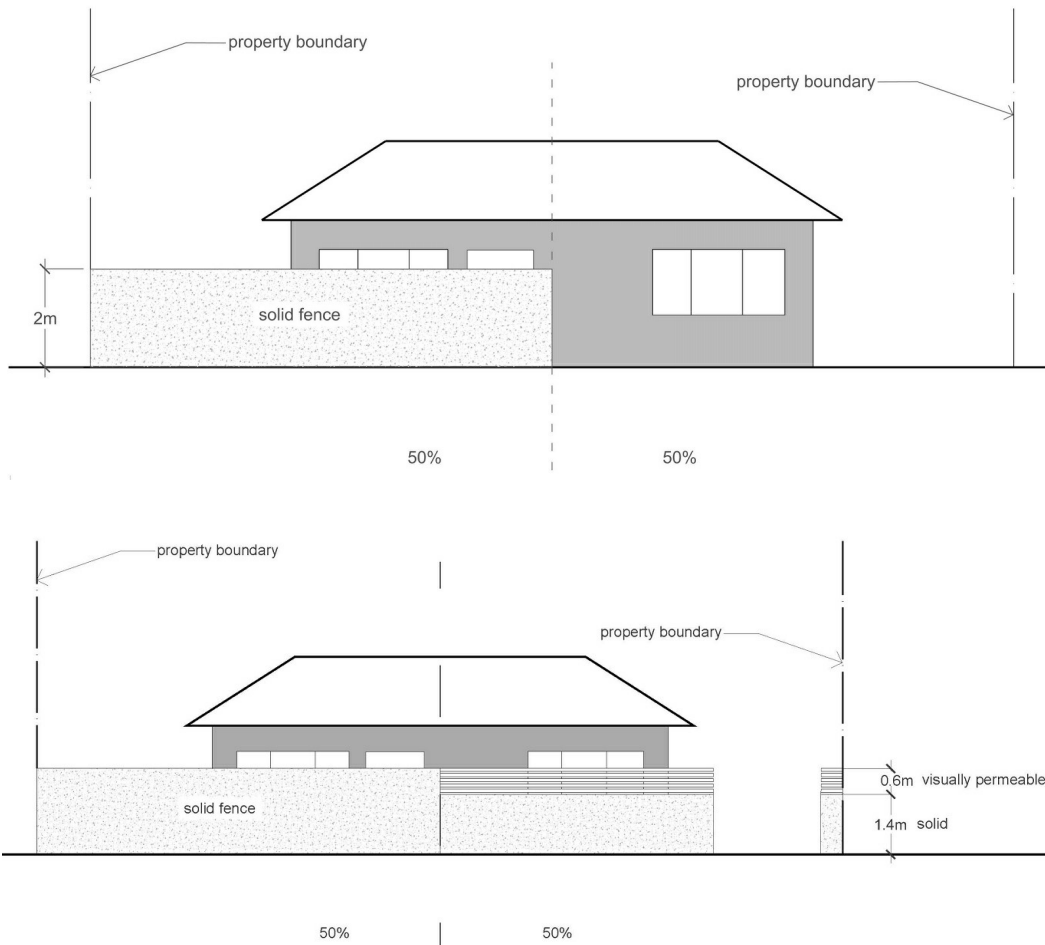 property boundary
property boundary
2m
solid fence
50%
50%
property boundary
property boundary
0.6m visually permeable
solid fence
1.4m solid
50%
50%